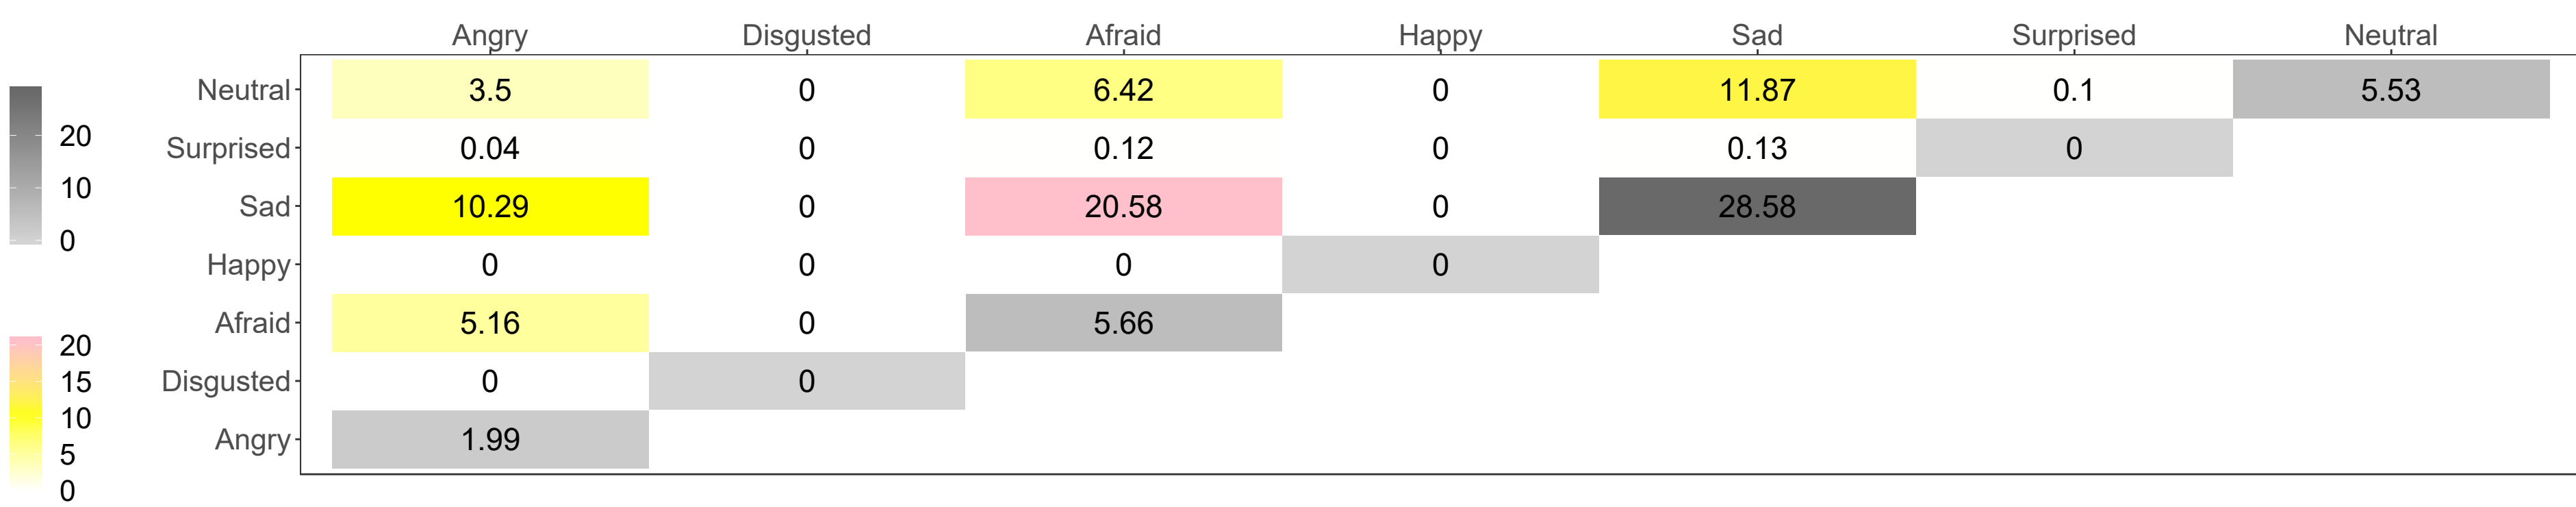 Angry Disgusted Afraid Happy Sad Surprised Neutral
Neutral 3.5 0 6.42 0 11.87 0.1 5.53
Surprised 0.04 0 0.12 0 0.13 0
Sad 10.29 0 20.58 0 28.58
Happy 0 0 0 0
Afraid 5.16 0 5.66
Disgusted 0 0
Angry 1.99
20
10
0
20
15
10
5
0